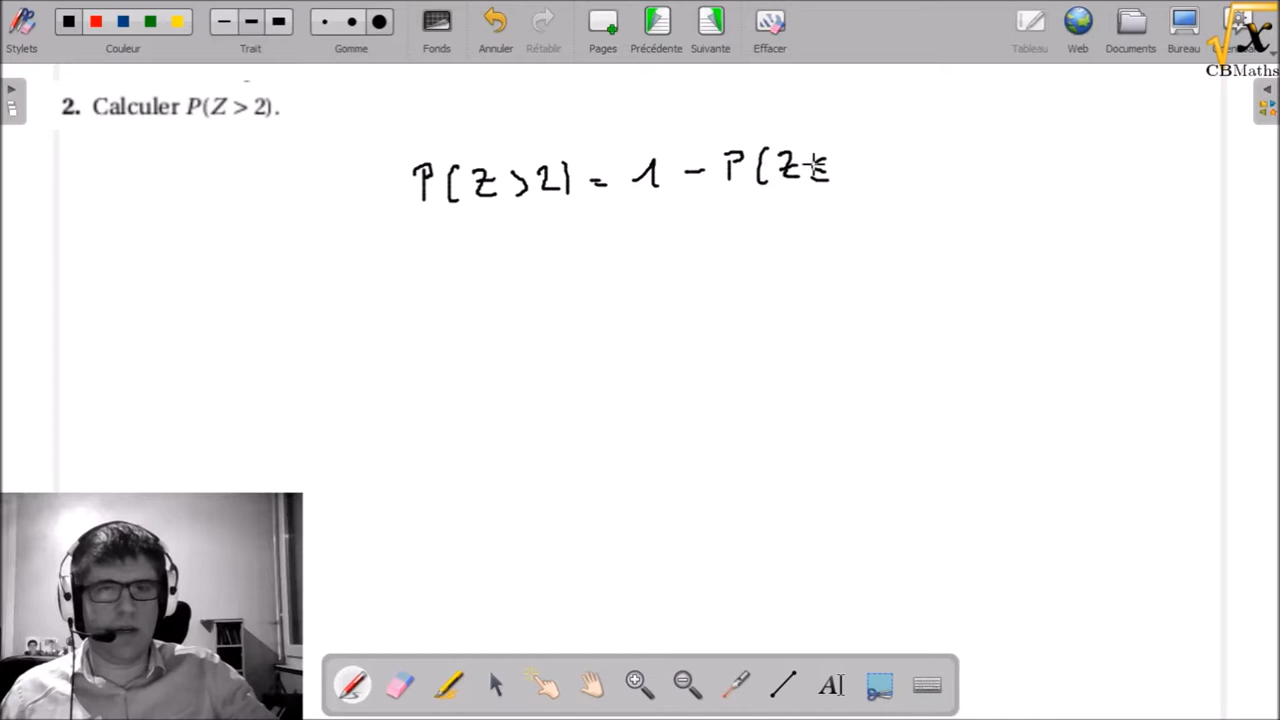 Stylets Couleur Trait Gomme Fonds Annuler Rétablir Pages Précédente Suivante Effacer Tableau Web Documents Bureau
√x
CBMaths
2. Calculer P(Z > 2).
P(Z > 2) = 1 - P(Z ≤
AI